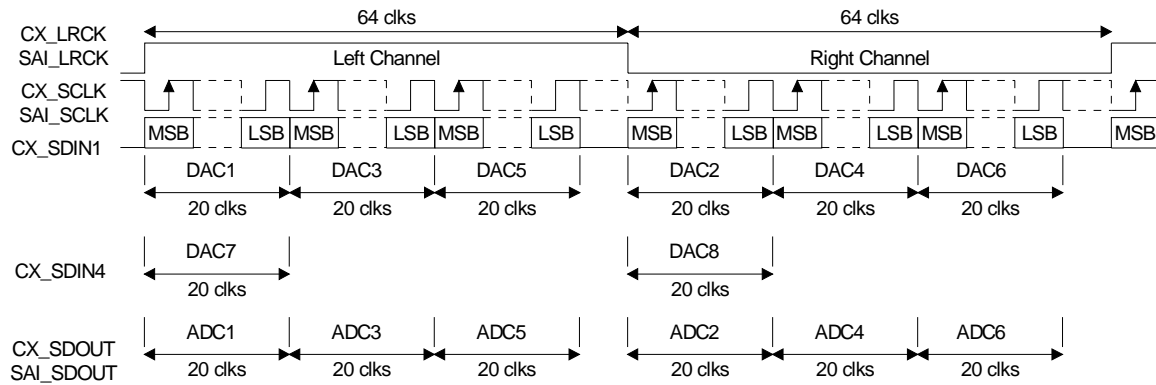 64 clks 64 clks
CX_LRCK
SAI_LRCK Left Channel Right Channel
CX_SCLK
SAI_SCLK
MSB LSB MSB LSB MSB LSB MSB LSB MSB LSB MSB LSB MSB
CX_SDIN1
DAC1 DAC3 DAC5 DAC2 DAC4 DAC6
20 clks 20 clks 20 clks 20 clks 20 clks 20 clks
DAC7 DAC8
CX_SDIN4
20 clks 20 clks
ADC1 ADC3 ADC5 ADC2 ADC4 ADC6
CX_SDOUT
SAI_SDOUT
20 clks 20 clks 20 clks 20 clks 20 clks 20 clks